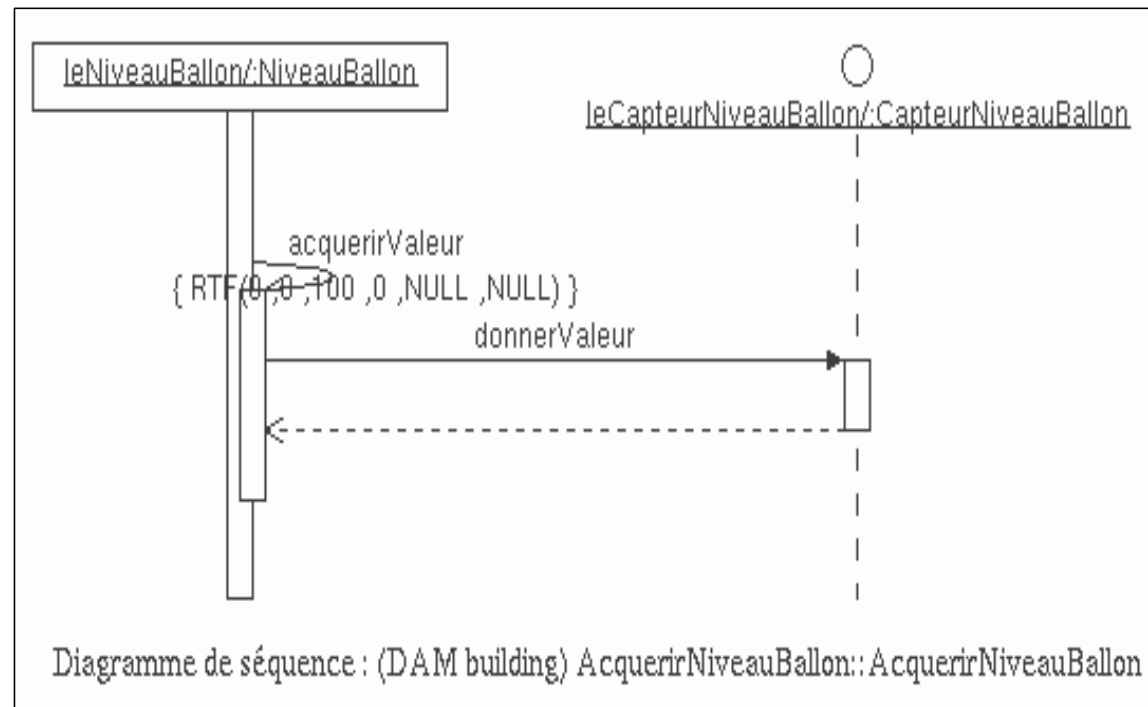 leNiveauBallon/:NiveauBallon
leCapteurNiveauBallon/:CapteurNiveauBallon
acquerirValeur
{ RTF(0 ,0 ,100 ,0 ,NULL ,NULL) }
donnerValeur
Diagramme de séquence : (DAM building) AcquerirNiveauBallon::AcquerirNiveauBallon